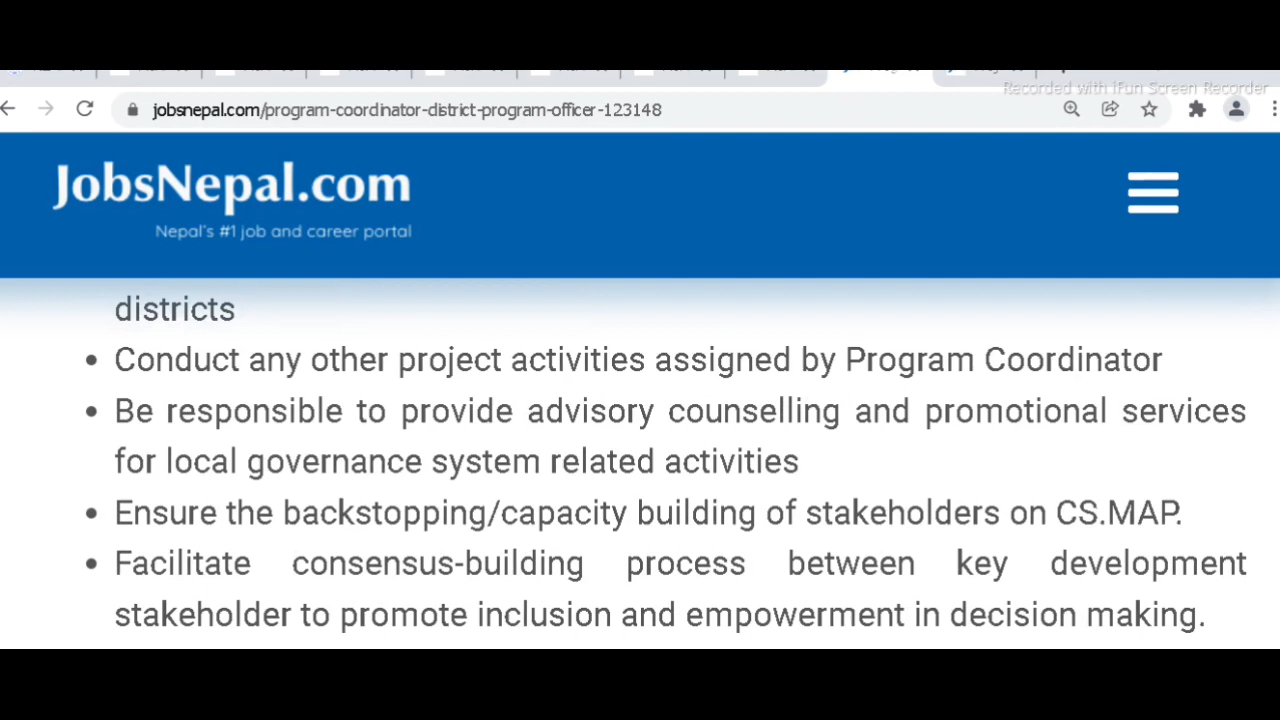 Recorded with iFun Screen Recorder
jobsnepal.com/program-coordinator-district-program-officer-123148
JobsNepal.com
Nepal's #1 job and career portal
districts
• Conduct any other project activities assigned by Program Coordinator
• Be responsible to provide advisory counselling and promotional services
for local governance system related activities
• Ensure the backstopping/capacity building of stakeholders on CS.MAP.
• Facilitate consensus-building process between key development
stakeholder to promote inclusion and empowerment in decision making.